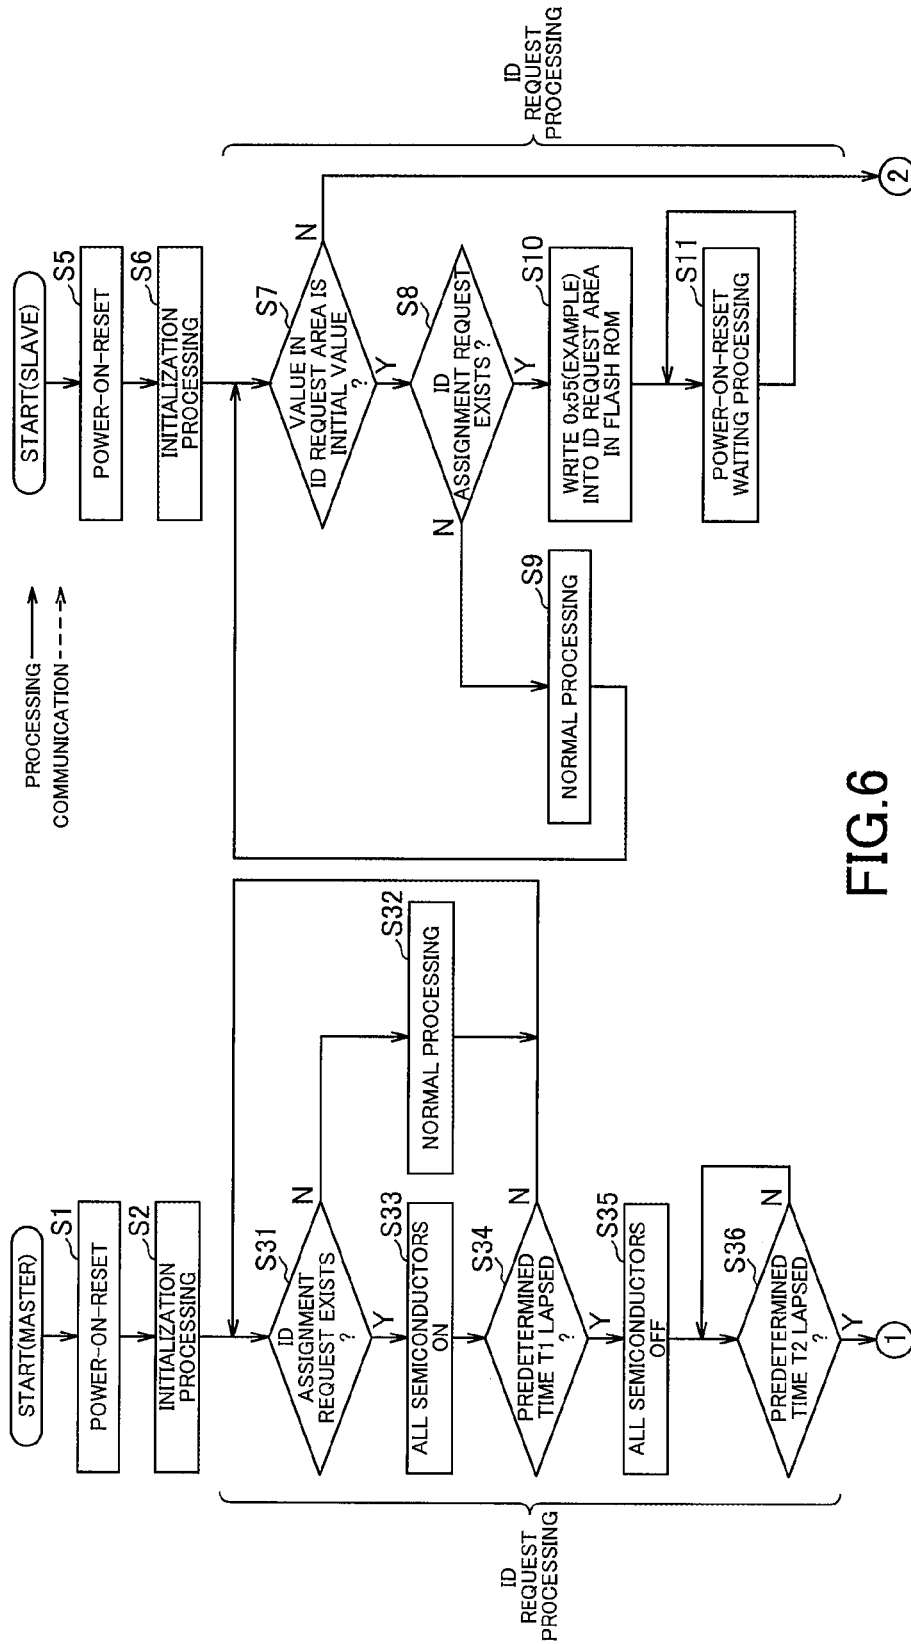 PROCESSING
COMMUNICATION
START(MASTER)
S1
POWER-ON-RESET
S2
INITIALIZATION
PROCESSING
S31
ID
ASSIGNMENT
REQUEST EXISTS
?
N
Y
S32
NORMAL PROCESSING
S33
ALL SEMICONDUCTORS
ON
S34
PREDETERMINED
TIME T1 LAPSED
?
N
Y
S35
ALL SEMICONDUCTORS
OFF
S36
PREDETERMINED
TIME T2 LAPSED
?
N
Y
1
ID
REQUEST
PROCESSING
START(SLAVE)
S5
POWER-ON-RESET
S6
INITIALIZATION
PROCESSING
S7
VALUE IN
ID REQUEST AREA IS
INITIAL VALUE
?
N
Y
S8
ID
ASSIGNMENT REQUEST
EXISTS ?
N
Y
S9
NORMAL PROCESSING
S10
WRITE 0x55(EXAMPLE)
INTO ID REQUEST AREA
IN FLASH ROM
S11
POWER-ON-RESET
WAITING PROCESSING
2
ID
REQUEST
PROCESSING
FIG.6